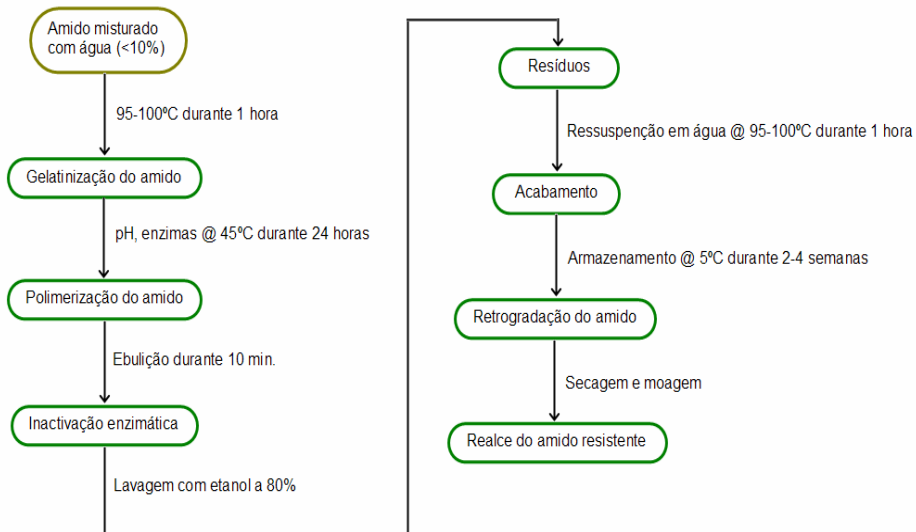 Amido misturado
com água (<10%)
95-100ºC durante 1 hora
Gelatinização do amido
pH, enzimas @ 45ºC durante 24 horas
Polimerização do amido
Ebulição durante 10 min.
Inactivação enzimática
Lavagem com etanol a 80%
Resíduos
Ressuspenção em água @ 95-100ºC durante 1 hora
Acabamento
Armazenamento @ 5ºC durante 2-4 semanas
Retrogradação do amido
Secagem e moagem
Realce do amido resistente